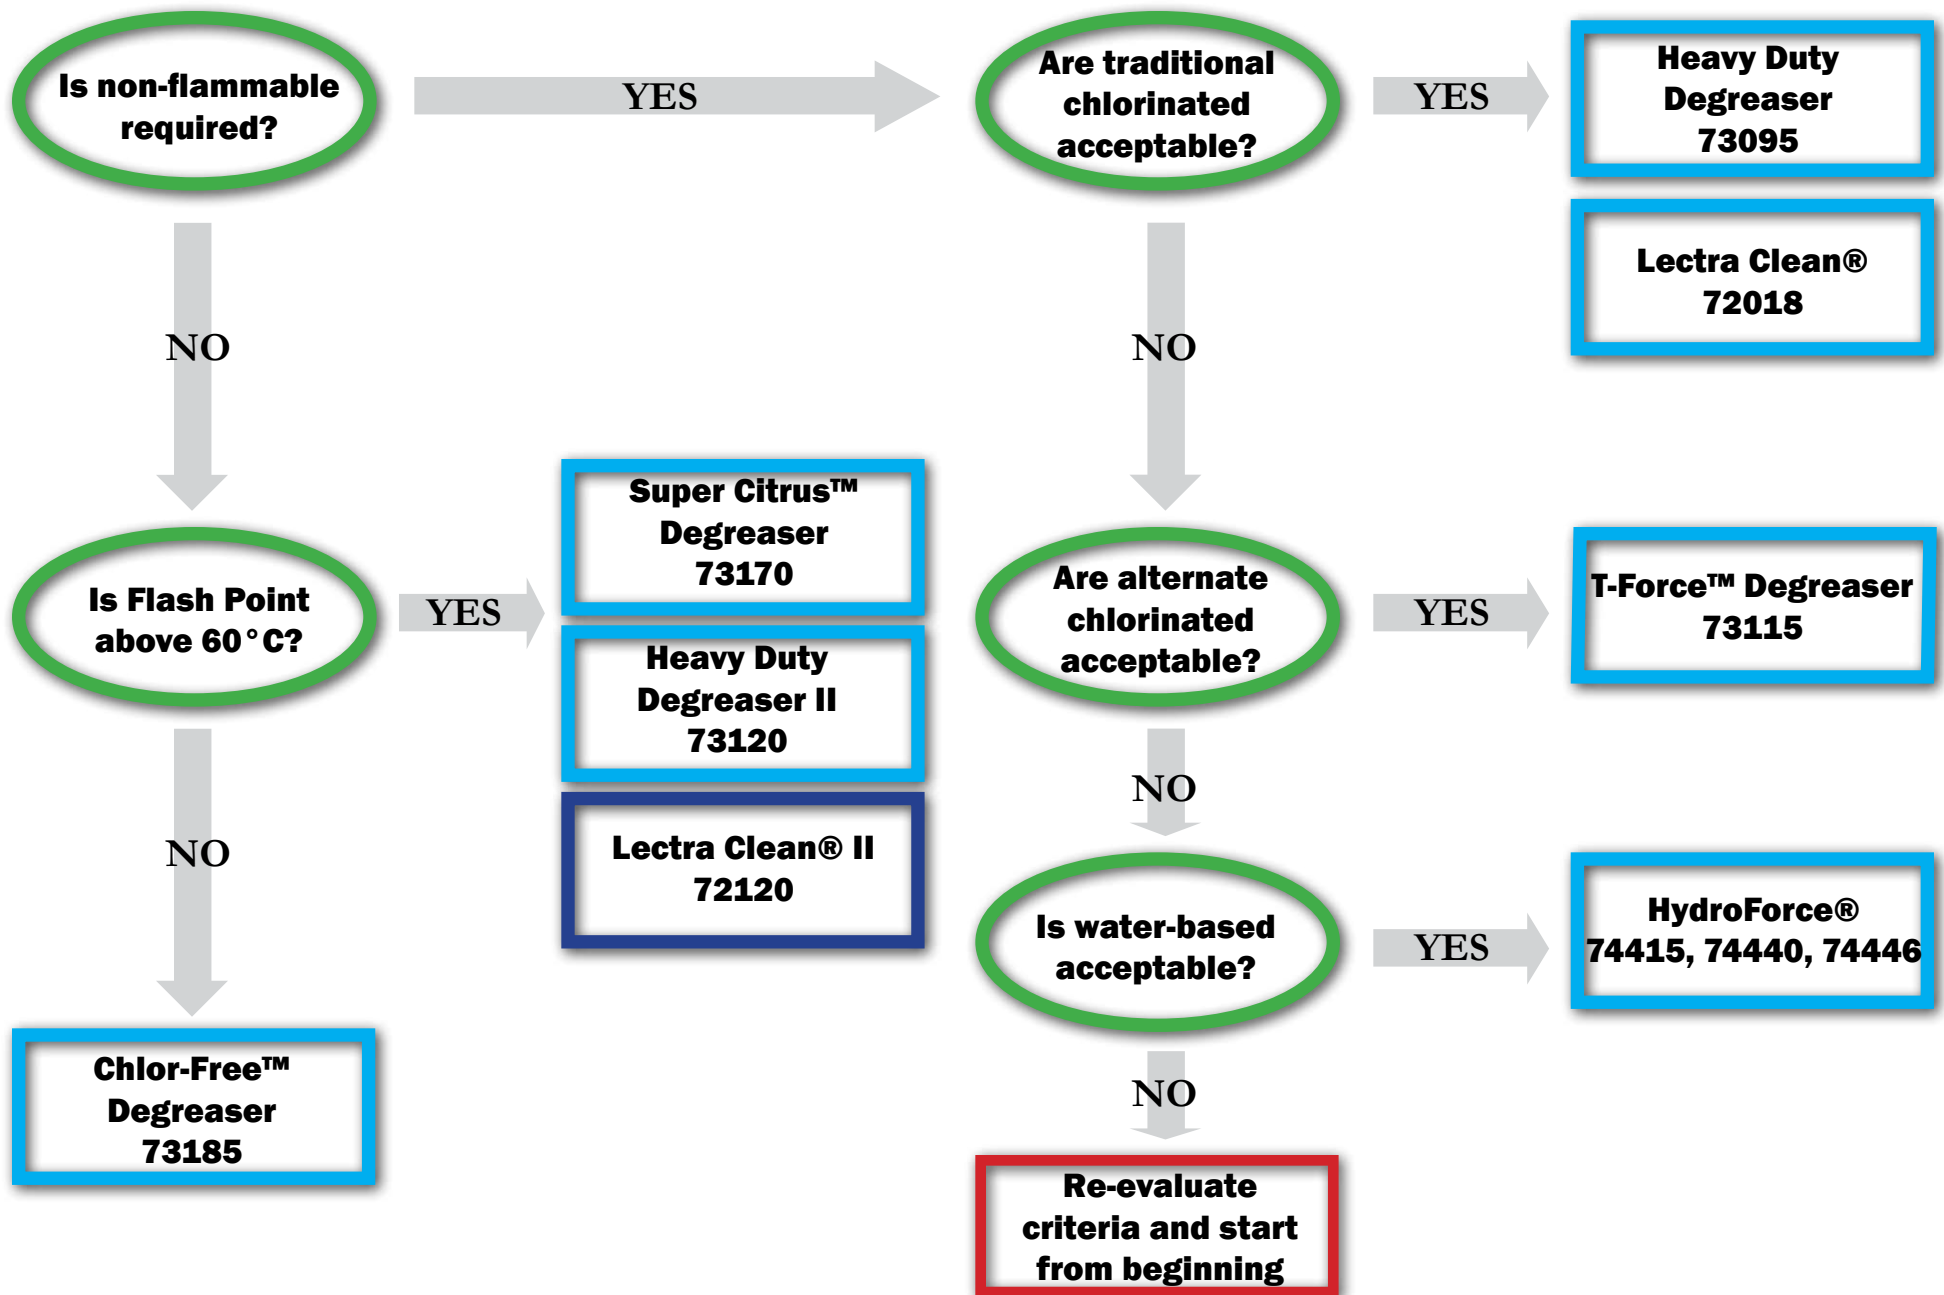 Is non-flammable
required?
YES
Are traditional
chlorinated
acceptable?
YES
Heavy Duty
Degreaser
73095
Lectra Clean®
72018
NO
NO
Is Flash Point
above 60°C?
YES
Super Citrus™
Degreaser
73170
Heavy Duty
Degreaser II
73120
Lectra Clean® II
72120
Are alternate
chlorinated
acceptable?
YES
T-Force™ Degreaser
73115
NO
NO
Is water-based
acceptable?
YES
HydroForce®
74415, 74440, 74446
Chlor-Free™
Degreaser
73185
NO
Re-evaluate
criteria and start
from beginning